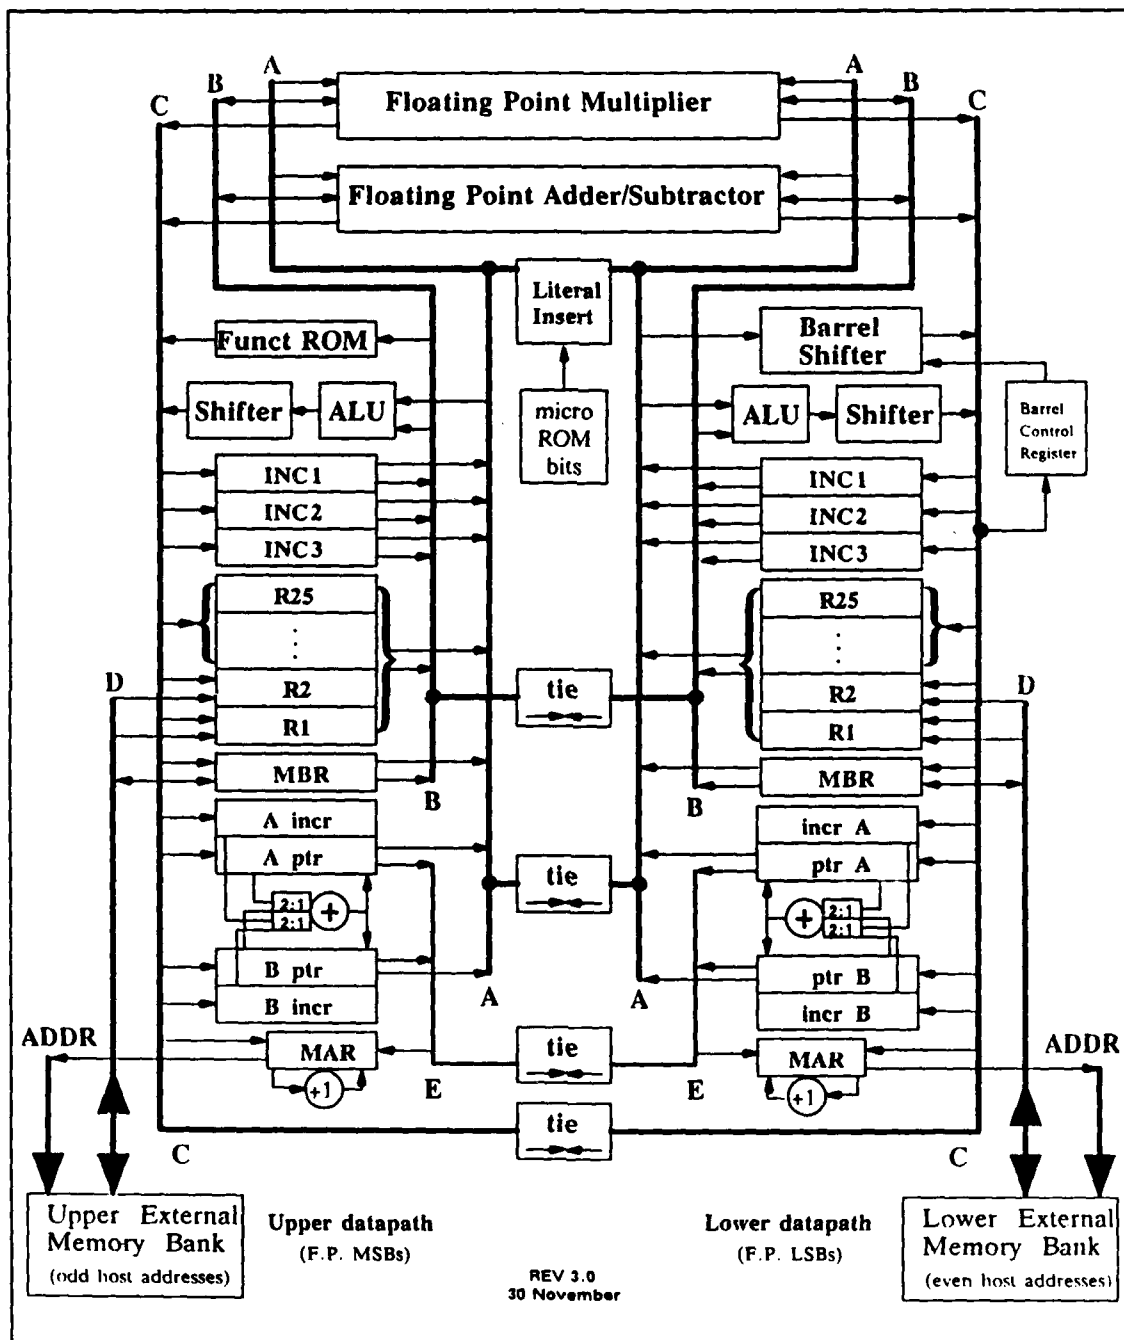 A
A
B
B
C
C
Floating Point Multiplier
Floating Point Adder/Subtractor
Literal
Insert
Funct ROM
Barrel
Shifter
Shifter
ALU
micro
ROM
bits
ALU
Shifter
Barrel
Control
Register
INC1
INC2
INC3
INC1
INC2
INC3
R25
R2
R1
R25
R2
R1
D
D
tie
MBR
MBR
B
B
A incr
A ptr
incr A
ptr A
tie
2:1
2:1
+
+
2:1
2:1
B ptr
B incr
ptr B
incr B
A
A
ADDR
ADDR
MAR
+1
tie
MAR
+1
E
E
tie
C
C
Upper External
Memory Bank
(odd host addresses)
Upper datapath
(F.P. MSBs)
Lower datapath
(F.P. LSBs)
Lower External
Memory Bank
(even host addresses)
REV 3.0
30 November